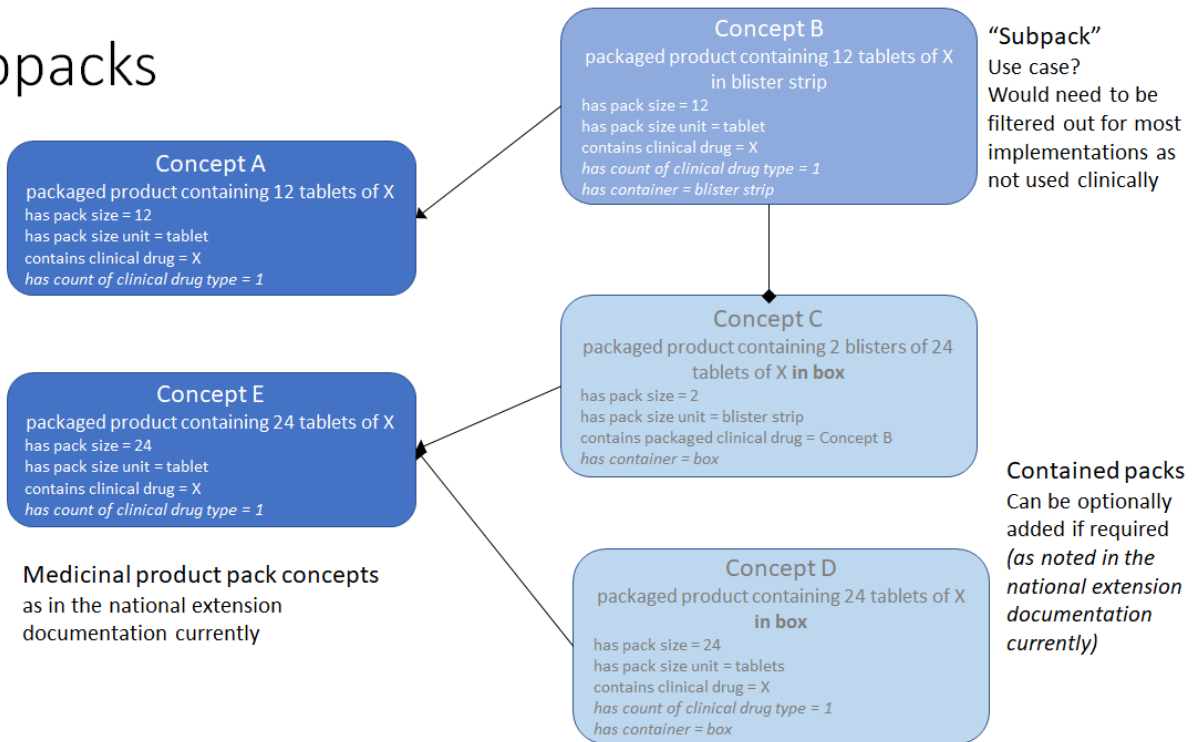 opacks
Concept B
packaged product containing 12 tablets of X
in blister strip
has pack size = 12
has pack size unit = tablet
contains clinical drug = X
has count of clinical drug type = 1
has container = blister strip
“Subpack”
Use case?
Would need to be
filtered out for most
implementations as
not used clinically
Concept A
packaged product containing 12 tablets of X
has pack size = 12
has pack size unit = tablet
contains clinical drug = X
has count of clinical drug type = 1
Concept C
packaged product containing 2 blisters of 24
tablets of X in box
has pack size = 2
has pack size unit = blister strip
contains packaged clinical drug = Concept B
has container = box
Concept E
packaged product containing 24 tablets of X
has pack size = 24
has pack size unit = tablet
contains clinical drug = X
has count of clinical drug type = 1
Contained packs
Can be optionally
added if required
(as noted in the
national extension
documentation
currently)
Medicinal product pack concepts
as in the national extension
documentation currently
Concept D
packaged product containing 24 tablets of X
in box
has pack size = 24
has pack size unit = tablets
contains clinical drug = X
has count of clinical drug type = 1
has container = box